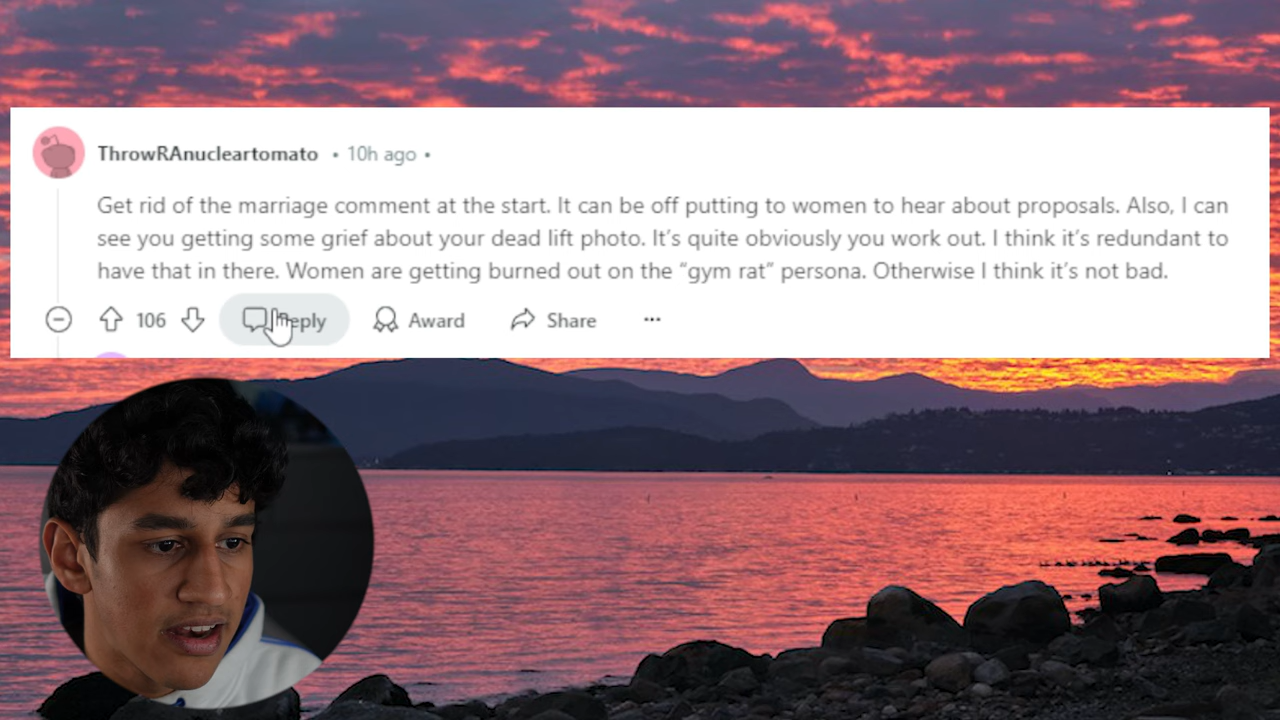 ThrowRAnucleartomato • 10h ago •
Get rid of the marriage comment at the start. It can be off putting to women to hear about proposals. Also, I can
see you getting some grief about your dead lift photo. It’s quite obviously you work out. I think it’s redundant to
have that in there. Women are getting burned out on the “gym rat” persona. Otherwise I think it’s not bad.
106 Reply Award Share ...